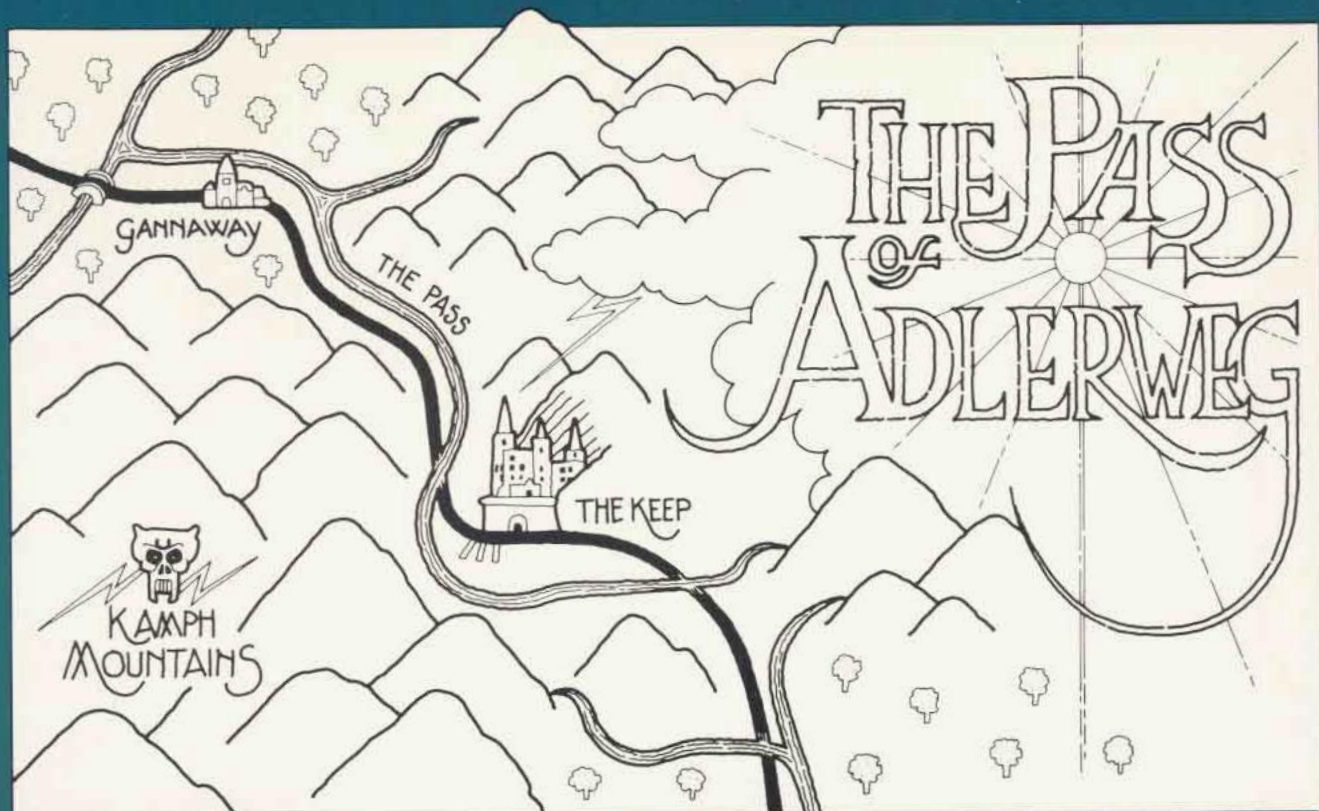 THE PASS
of
ADLERWEG
GANNAWAY
THE PASS
THE KEEP
KAMPH
MOUNTAINS